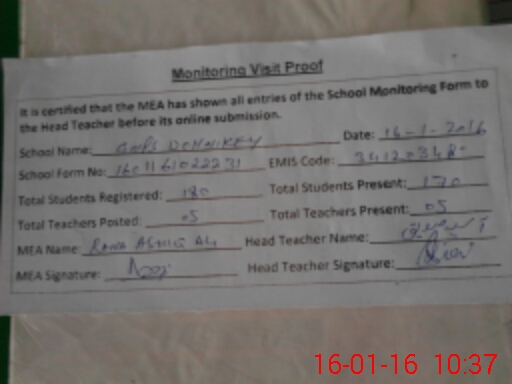 Monitoring Visit Proof
It is certified that the MEA has shown all entries of the School Monitoring Form to
the Head Teacher before its online submission.
School Name: GGPS Date: 16-1-2016
School Form No: EMIS Code:
Total Students Registered: 180 Total Students Present: 170
Total Teachers Posted: 05 Total Teachers Present: 05
MEA Name: RANA ALI Head Teacher Name:
MEA Signature: Head Teacher Signature:
16-01-16 10:37